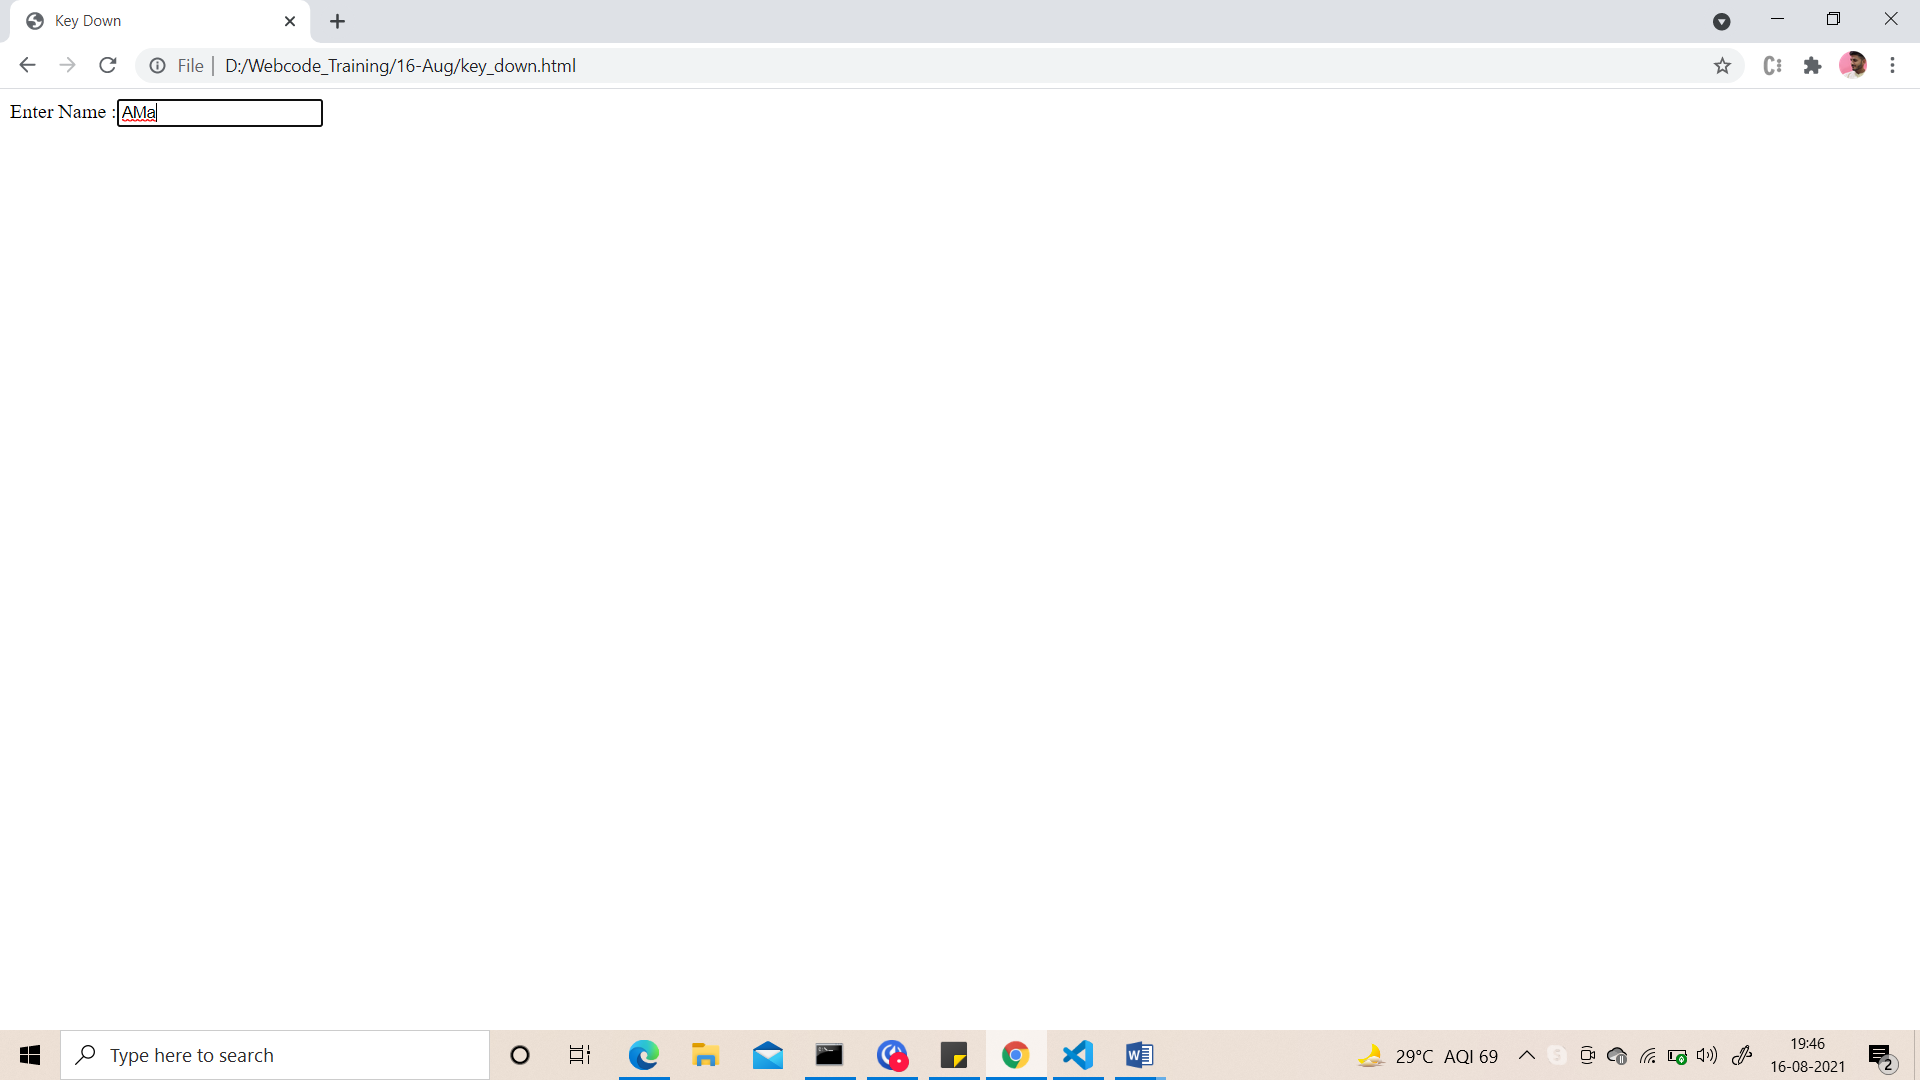 Key Down
File
D:/Webcode_Training/16-Aug/key_down.html
Enter Name :
AMa
Type here to search
29°C AQI 69
19:46
16-08-2021
2